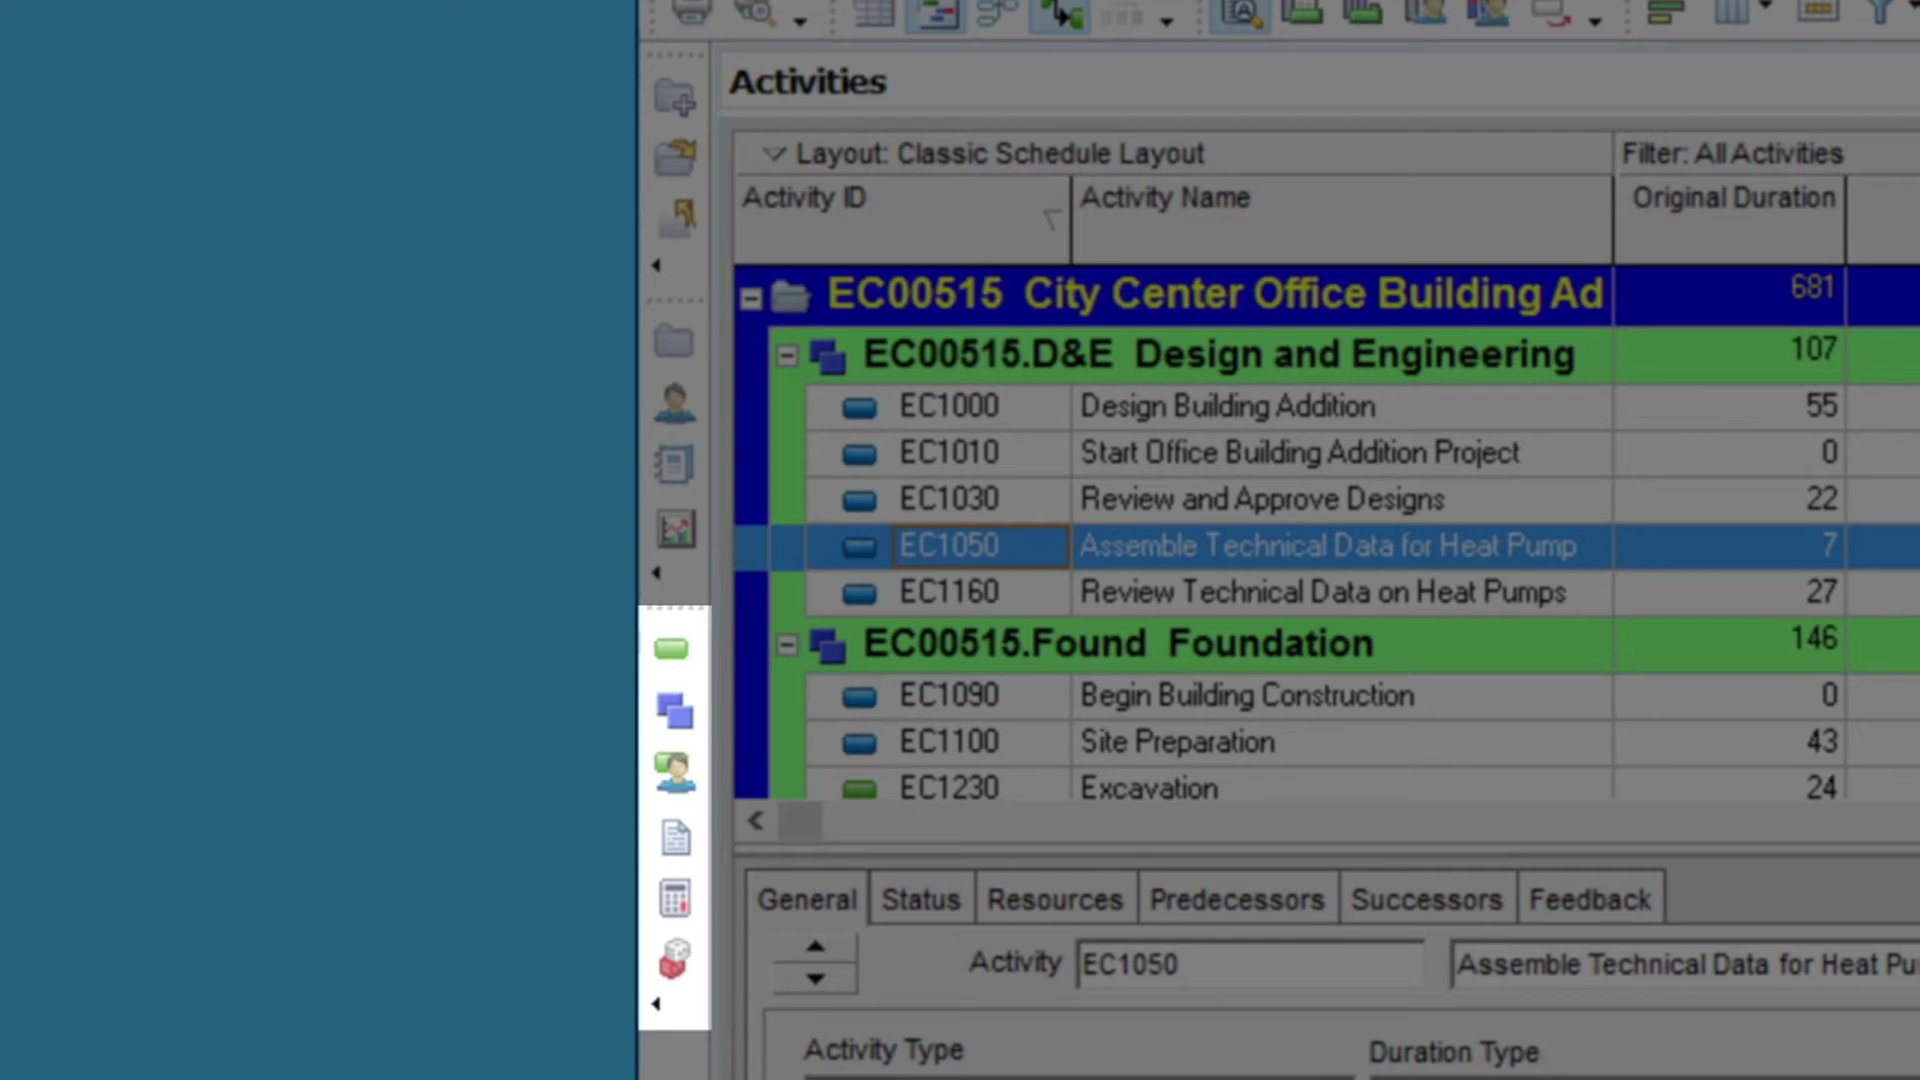 Activities
Layout: Classic Schedule Layout Filter: All Activities
Activity ID Activity Name Original Duration
EC00515 City Center Office Building Ad 681
EC00515.D&E Design and Engineering 107
EC1000 Design Building Addition 55
EC1010 Start Office Building Addition Project 0
EC1030 Review and Approve Designs 22
EC1050 Assemble Technical Data for Heat Pump 7
EC1160 Review Technical Data on Heat Pumps 27
EC00515.Found Foundation 146
EC1090 Begin Building Construction 0
EC1100 Site Preparation 43
EC1230 Excavation 24
General Status Resources Predecessors Successors Feedback
Activity EC1050 Assemble Technical Data for Heat Pu
Activity Type Duration Type